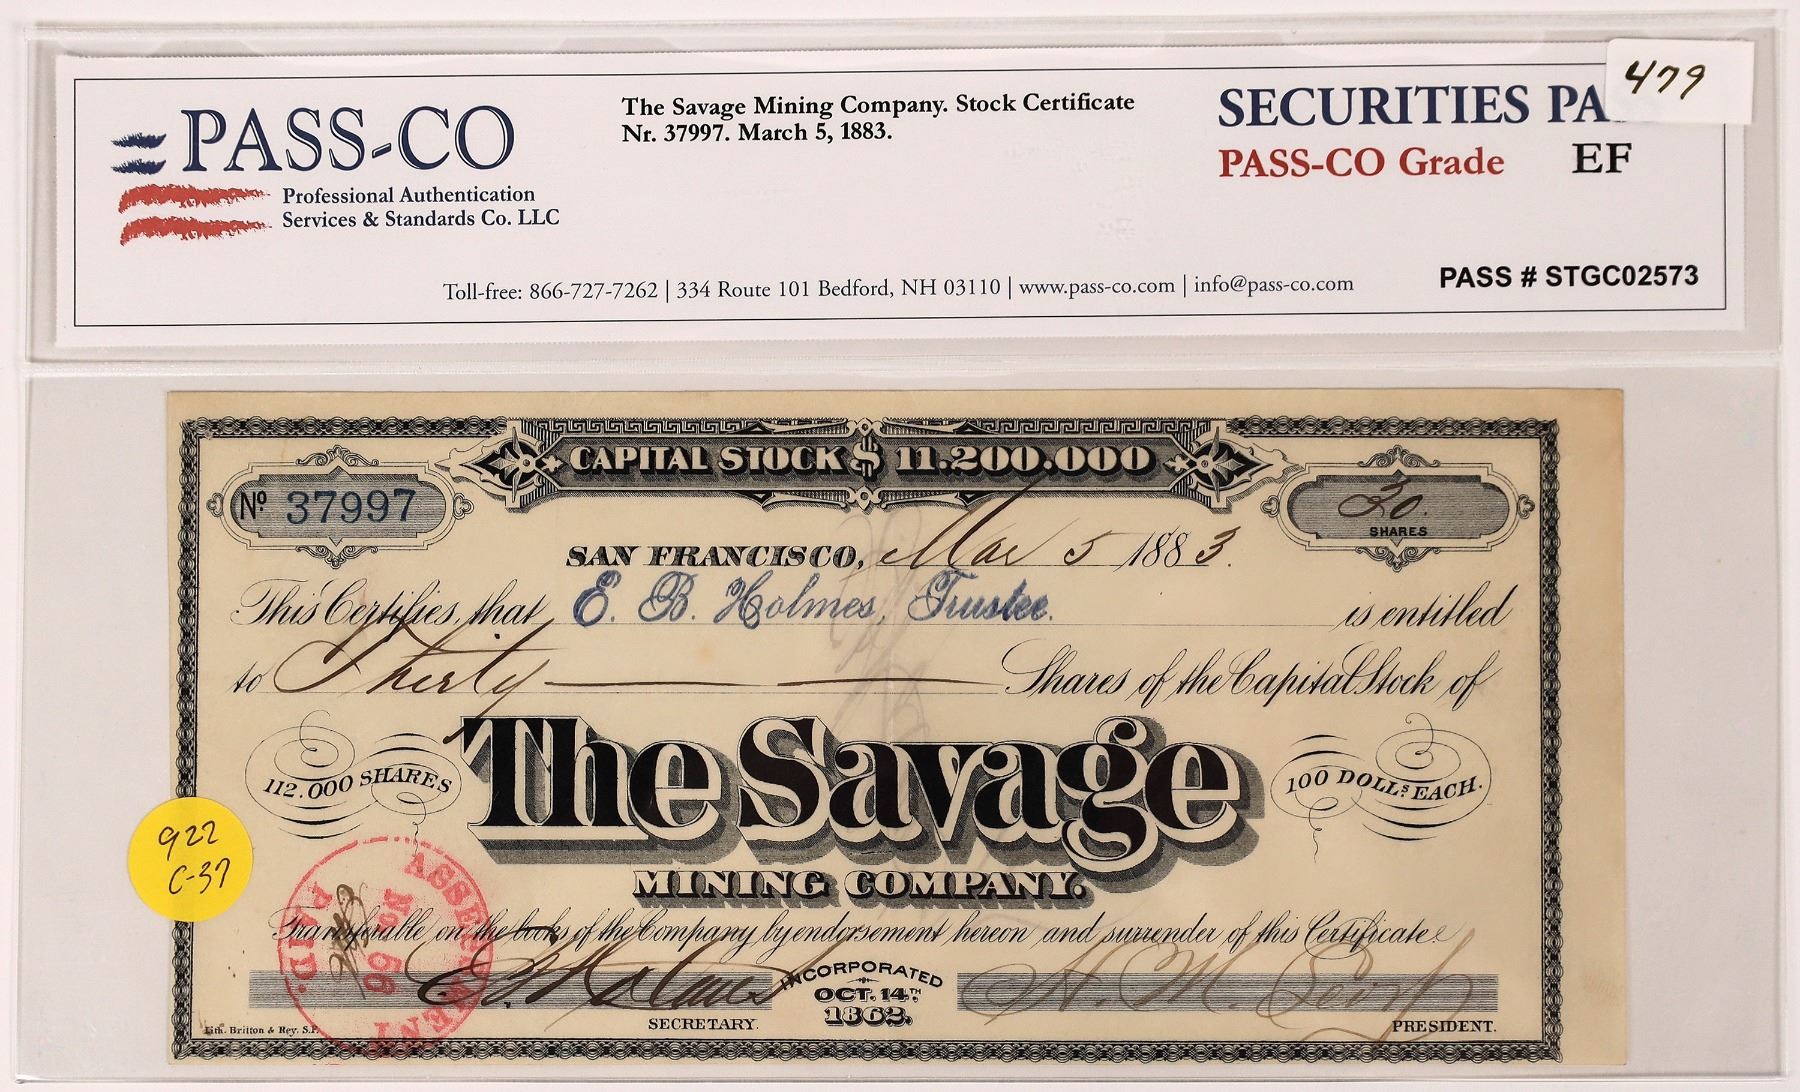 479
PASS-CO
Professional Authentication
Services & Standards Co. LLC
The Savage Mining Company. Stock Certificate
Nr. 37997. March 5, 1883.
SECURITIES PA
PASS-CO Grade EF
Toll-free: 866-727-7262 | 334 Route 101 Bedford, NH 03110 | www.pass-co.com | info@pass-co.com
PASS # STGC02573
CAPITAL STOCK $ 11.200.000
No. 37997
30.
SHARES
SAN FRANCISCO, Mar 5 1883.
This Certifies, that E. B. Holmes, Trustee. is entitled
to Thirty Shares of the Capital Stock of
112.000 SHARES
The Savage
100 DOLLS. EACH.
MINING COMPANY.
922
C-37
ASSESSMENT
No. 56
PAID.
Transferable on the books of the Company by endorsement hereon and surrender of this Certificate.
INCORPORATED
OCT. 14TH
1862.
SECRETARY.
PRESIDENT.
Lith. Britton & Rey. S.F.